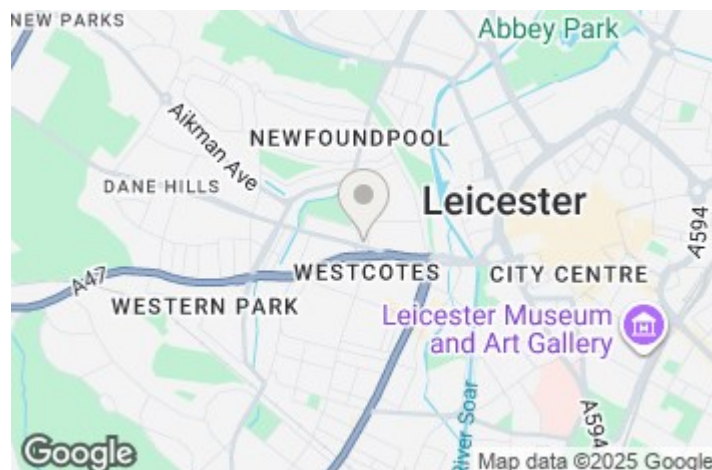 NEW PARKS
Abbey Park
Aikman Ave
NEWFOUNDPOOL
DANE HILLS
Leicester
A594
WESTCOTES
CITY CENTRE
A47
WESTERN PARK
Leicester Museum
and Art Gallery
River Soar
A594
Google
Map data ©2025 Google